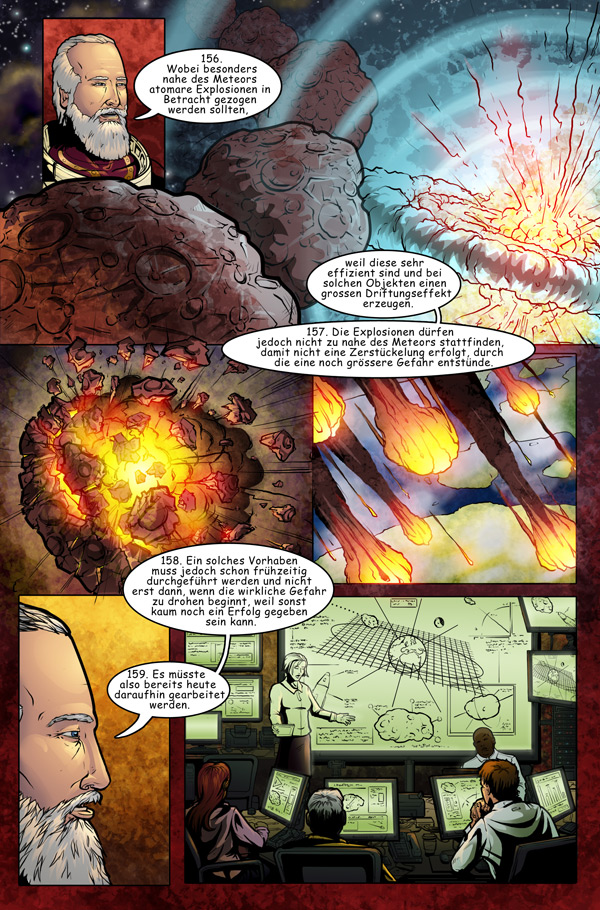 156.
Wobei besonders
nahe des Meteors
atomare Explosionen in
Betracht gezogen
werden sollten,
weil diese sehr
effizient sind und bei
solchen Objekten einen
grossen Driftungseffekt
erzeugen.
157. Die Explosionen dürfen
jedoch nicht zu nahe des Meteors stattfinden,
damit nicht eine Zerstückelung erfolgt, durch
die eine noch grössere Gefahr entstünde.
158. Ein solches Vorhaben
muss jedoch schon frühzeitig
durchgeführt werden und nicht
erst dann, wenn die wirkliche Gefahr
zu drohen beginnt, weil sonst
kaum noch ein Erfolg gegeben
sein kann.
159. Es müsste
also bereits heute
daraufhin gearbeitet
werden.